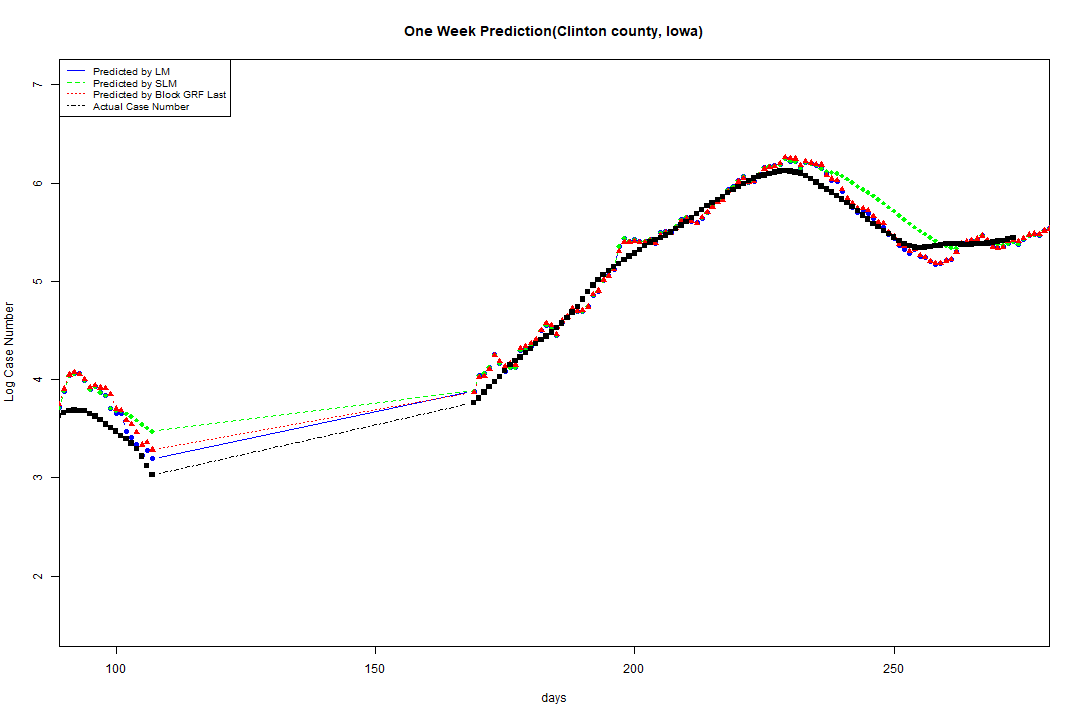 One Week Prediction(Clinton county, Iowa)
Predicted by LM
Predicted by SLM
Predicted by Block GRF Last
Actual Case Number
7
6
5
4
3
2
Log Case Number
100 150 200 250
days